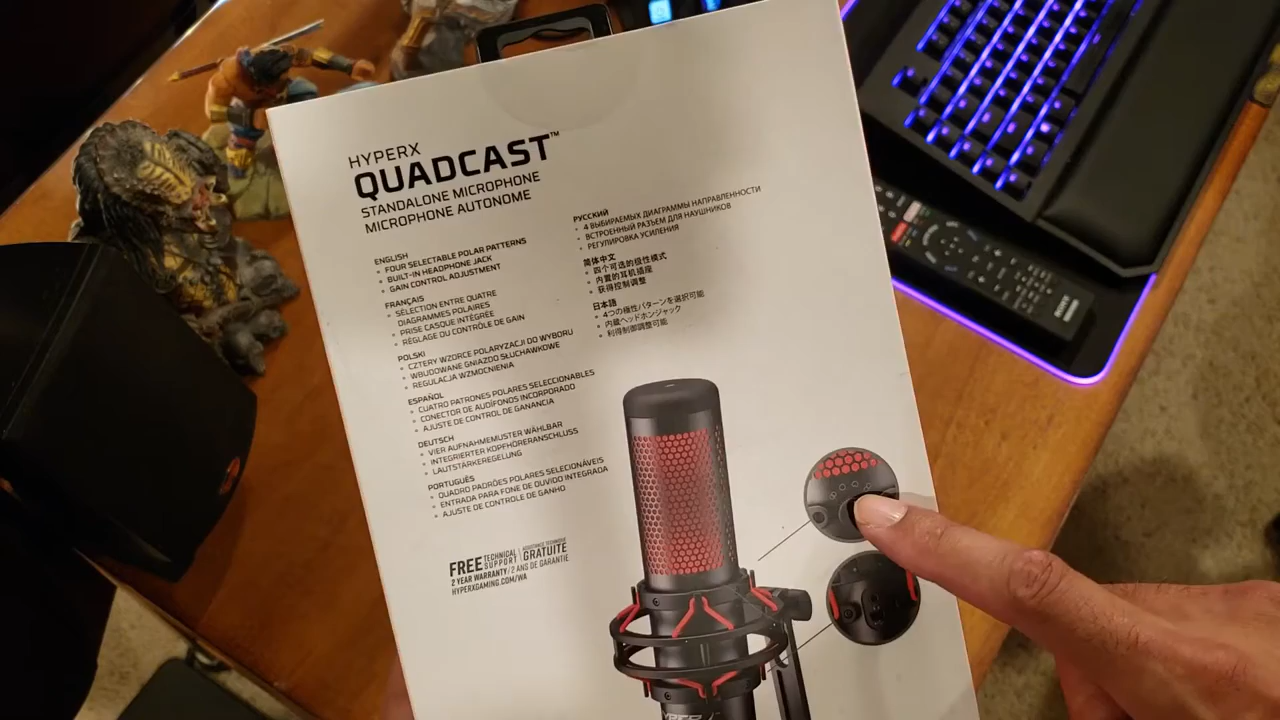 HYPERX
QUADCAST™
STANDALONE MICROPHONE
MICROPHONE AUTONOME
ENGLISH
• FOUR SELECTABLE POLAR PATTERNS
• BUILT-IN HEADPHONE JACK
• GAIN CONTROL ADJUSTMENT
FRANÇAIS
• SÉLECTION ENTRE QUATRE
DIAGRAMMES POLAIRES
• PRISE CASQUE INTÉGRÉE
• RÉGLAGE DU CONTRÔLE DE GAIN
POLSKI
• CZTERY WZORCE POLARYZACJI DO WYBORU
• WBUDOWANE GNIAZDO SŁUCHAWKOWE
• REGULACJA WZMOCNIENIA
ESPAÑOL
• CUATRO PATRONES POLARES SELECCIONABLES
• CONECTOR DE AUDÍFONOS INCORPORADO
• AJUSTE DE CONTROL DE GANANCIA
DEUTSCH
• VIER AUFNAHMEMUSTER WÄHLBAR
• INTEGRIERTER KOPFHÖRERANSCHLUSS
• LAUTSTÄRKEREGELUNG
PORTUGUÊS
• QUADRO PADRÕES POLARES SELECIONÁVEIS
• ENTRADA PARA FONE DE OUVIDO INTEGRADA
• AJUSTE DE CONTROLE DE GANHO
РУССКИЙ
• 4 ВЫБИРАЕМЫХ ДИАГРАММЫ НАПРАВЛЕННОСТИ
• ВСТРОЕННЫЙ РАЗЪЕМ ДЛЯ НАУШНИКОВ
• РЕГУЛИРОВКА УСИЛЕНИЯ
简体中文
• 四个可选的极性模式
• 内置的耳机插座
• 获得控制调整
日本語
• 4つの極性パターンを選択可能
• 内蔵ヘッドホンジャック
• 利得制御調整可能
FREE TECHNICAL SUPPORT | ASSISTANCE TECHNIQUE GRATUITE
2 YEAR WARRANTY/2 ANS DE GARANTIE
HYPERXGAMING.COM/WA
SONY